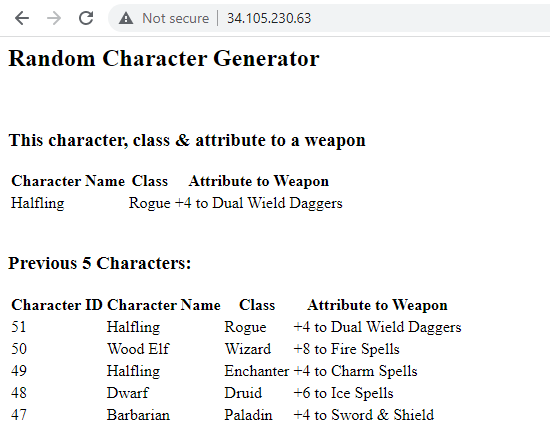 Not secure | 34.105.230.63
Random Character Generator
This character, class & attribute to a weapon
Character Name Class Attribute to Weapon
Halfling Rogue +4 to Dual Wield Daggers
Previous 5 Characters:
Character ID Character Name Class Attribute to Weapon
51 Halfling Rogue +4 to Dual Wield Daggers
50 Wood Elf Wizard +8 to Fire Spells
49 Halfling Enchanter +4 to Charm Spells
48 Dwarf Druid +6 to Ice Spells
47 Barbarian Paladin +4 to Sword & Shield